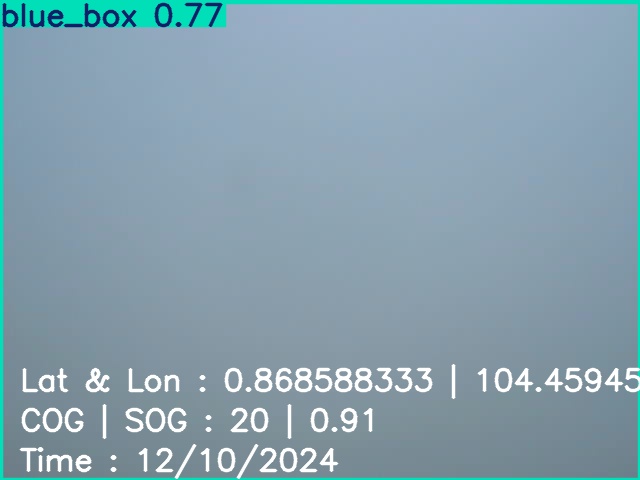 blue_box 0.77
Lat & Lon : 0.868588333 | 104.45945
COG | SOG : 20 | 0.91
Time : 12/10/2024